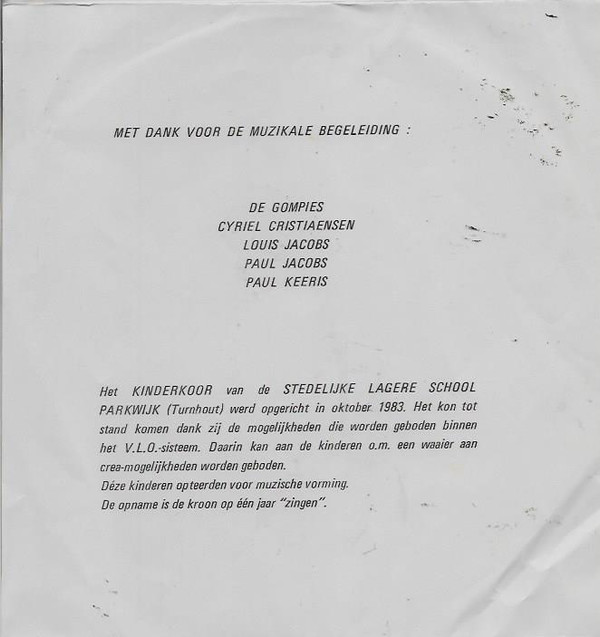 MET DANK VOOR DE MUZIKALE BEGELEIDING :
DE GOMPIES
CYRIEL CRISTIAENSEN
LOUIS JACOBS
PAUL JACOBS
PAUL KEERIS
Het KINDERKOOR van de STEDELIJKE LAGERE SCHOOL
PARKWIJK (Turnhout) werd opgericht in oktober 1983. Het kon tot
stand komen dank zij de mogelijkheden die worden geboden binnen
het V.L.O.-sisteem. Daarin kan aan de kinderen o.m. een waaier aan
crea-mogelijkheden worden geboden.
Déze kinderen opteerden voor muzische vorming.
De opname is de kroon op één jaar "zingen".